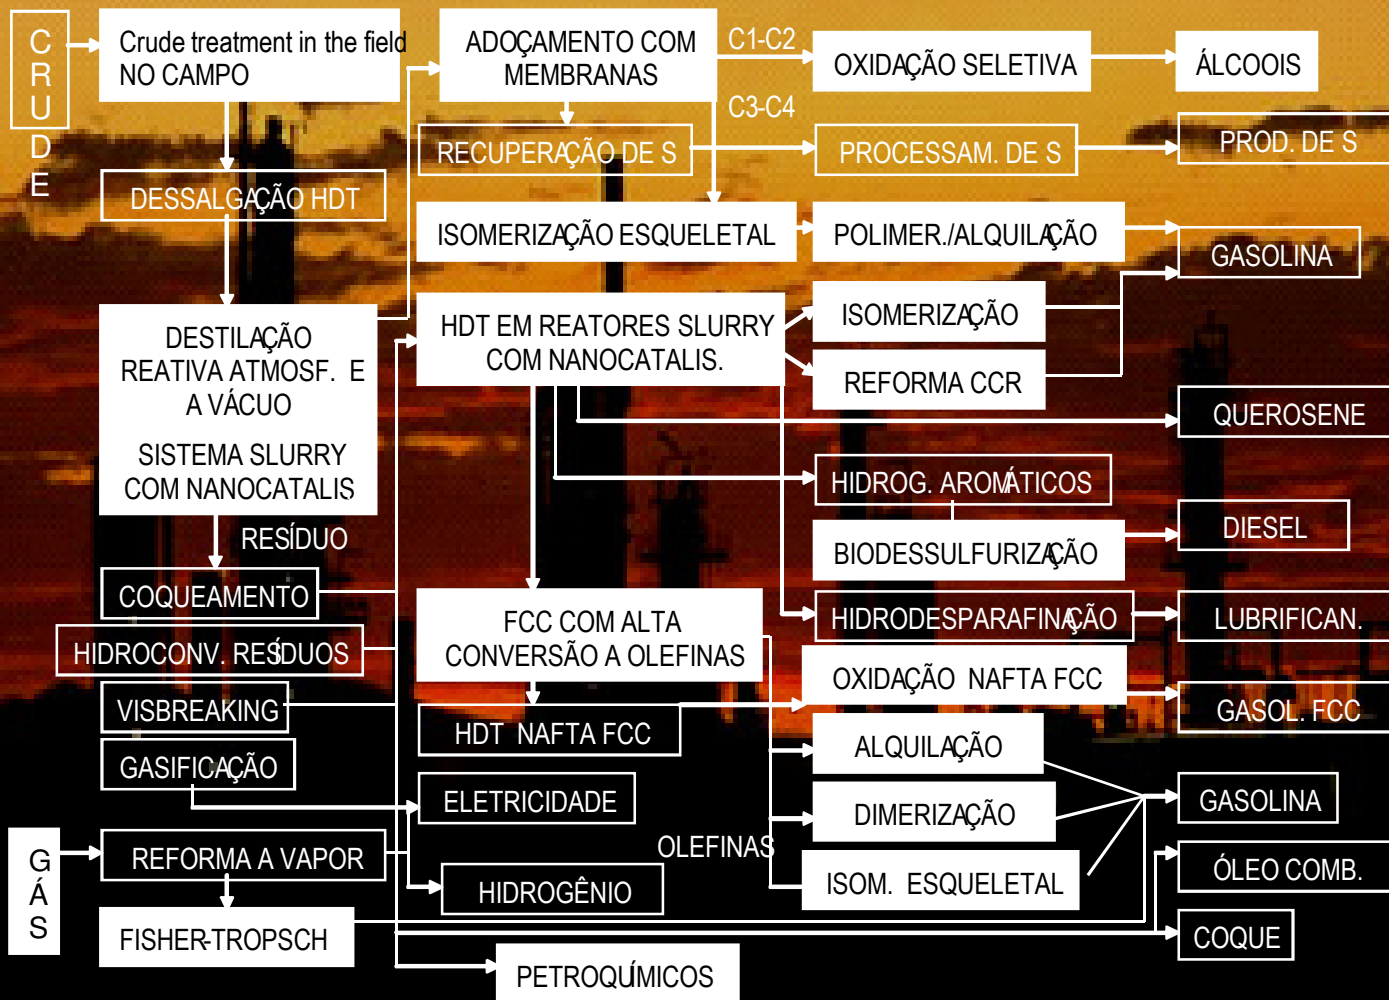 C
R
U
D
E
Crude treatment in the field
NO CAMPO
ADOÇAMENTO COM
MEMBRANAS
C1-C2
OXIDAÇÃO SELETIVA
ÁLCOOIS
C3-C4
RECUPERAÇÃO DE S
PROCESSAM. DE S
PROD. DE S
DESSALGAÇÃO HDT
ISOMERIZAÇÃO ESQUELETAL
POLIMER./ALQUILAÇÃO
GASOLINA
DESTILAÇÃO
REATIVA ATMOSF. E
A VÁCUO
SISTEMA SLURRY
COM NANOCATALIS
HDT EM REATORES SLURRY
COM NANOCATALIS.
ISOMERIZAÇÃO
REFORMA CCR
QUEROSENE
HIDROG. AROMÁTICOS
DIESEL
BIODESSULFURIZAÇÃO
RESÍDUO
COQUEAMENTO
HIDROCONV. RESÍDUOS
VISBREAKING
GASIFICAÇÃO
FCC COM ALTA
CONVERSÃO A OLEFINAS
HIDRODESPARAFINAÇÃO
LUBRIFICAN.
OXIDAÇÃO NAFTA FCC
GASOL. FCC
HDT NAFTA FCC
ALQUILAÇÃO
ELETRICIDADE
DIMERIZAÇÃO
GASOLINA
OLEFINAS
G
Á
S
REFORMA A VAPOR
HIDROGÊNIO
ISOM. ESQUELETAL
ÓLEO COMB.
FISHER-TROPSCH
COQUE
PETROQUÍMICOS